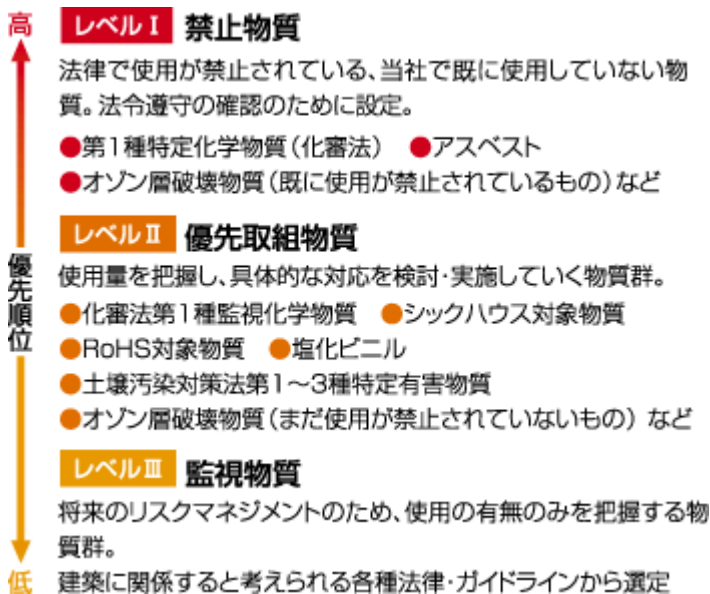 高
レベルⅠ 禁止物質
法律で使用が禁止されている、当社で既に使用していない物
質。法令遵守の確認のために設定。
●第1種特定化学物質(化審法) ●アスベスト
●オゾン層破壊物質(既に使用が禁止されているもの)など
レベルⅡ 優先取組物質
使用量を把握し、具体的な対応を検討・実施していく物質群。
●化審法第1種監視化学物質 ●シックハウス対象物質
●RoHS対象物質 ●塩化ビニル
●土壌汚染対策法第1～3種特定有害物質
●オゾン層破壊物質(まだ使用が禁止されていないもの) など
優先順位
レベルⅢ 監視物質
将来のリスクマネジメントのため、使用の有無のみを把握する物
質群。
低
建築に関係すると考えられる各種法律・ガイドラインから選定